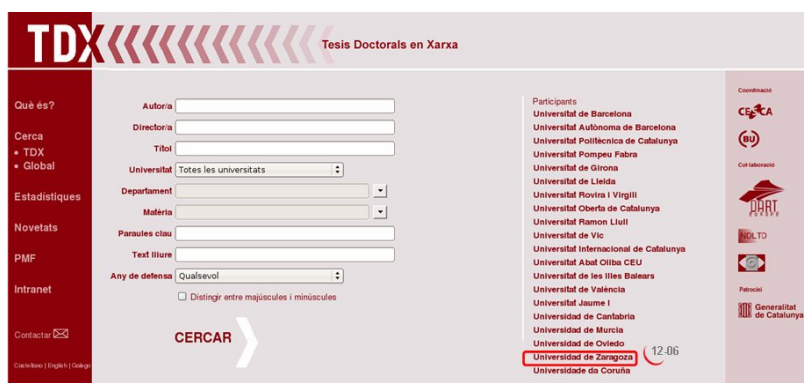 TDX
Tesis Doctorals en Xarxa
Què és?
Cerca
• TDX
• Global
Estadístiques
Novetats
PMF
Intranet
Contactar
Castellano | English | Galego
Autor/a
Director/a
Títol
Universitat Totes les universitats
Departament
Matèria
Paraules clau
Text lliure
Any de defensa Qualsevol
Distingir entre majúscules i minúscules
CERCAR
Participants
Universitat de Barcelona
Universitat Autònoma de Barcelona
Universitat Politècnica de Catalunya
Universitat Pompeu Fabra
Universitat de Girona
Universitat de Lleida
Universitat Rovira i Virgili
Universitat Oberta de Catalunya
Universitat Ramon Llull
Universitat de Vic
Universitat Internacional de Catalunya
Universitat Abat Oliba CEU
Universitat de les Illes Balears
Universitat de València
Universitat Jaume I
Universidad de Cantabria
Universidad de Murcia
Universidad de Oviedo
Universidad de Zaragoza 12-06
Universidade da Coruña
Coordinació
CESCA
BU
Col·laboració
DART
EUROPE
NDLTD
Patrocini
Generalitat
de Catalunya